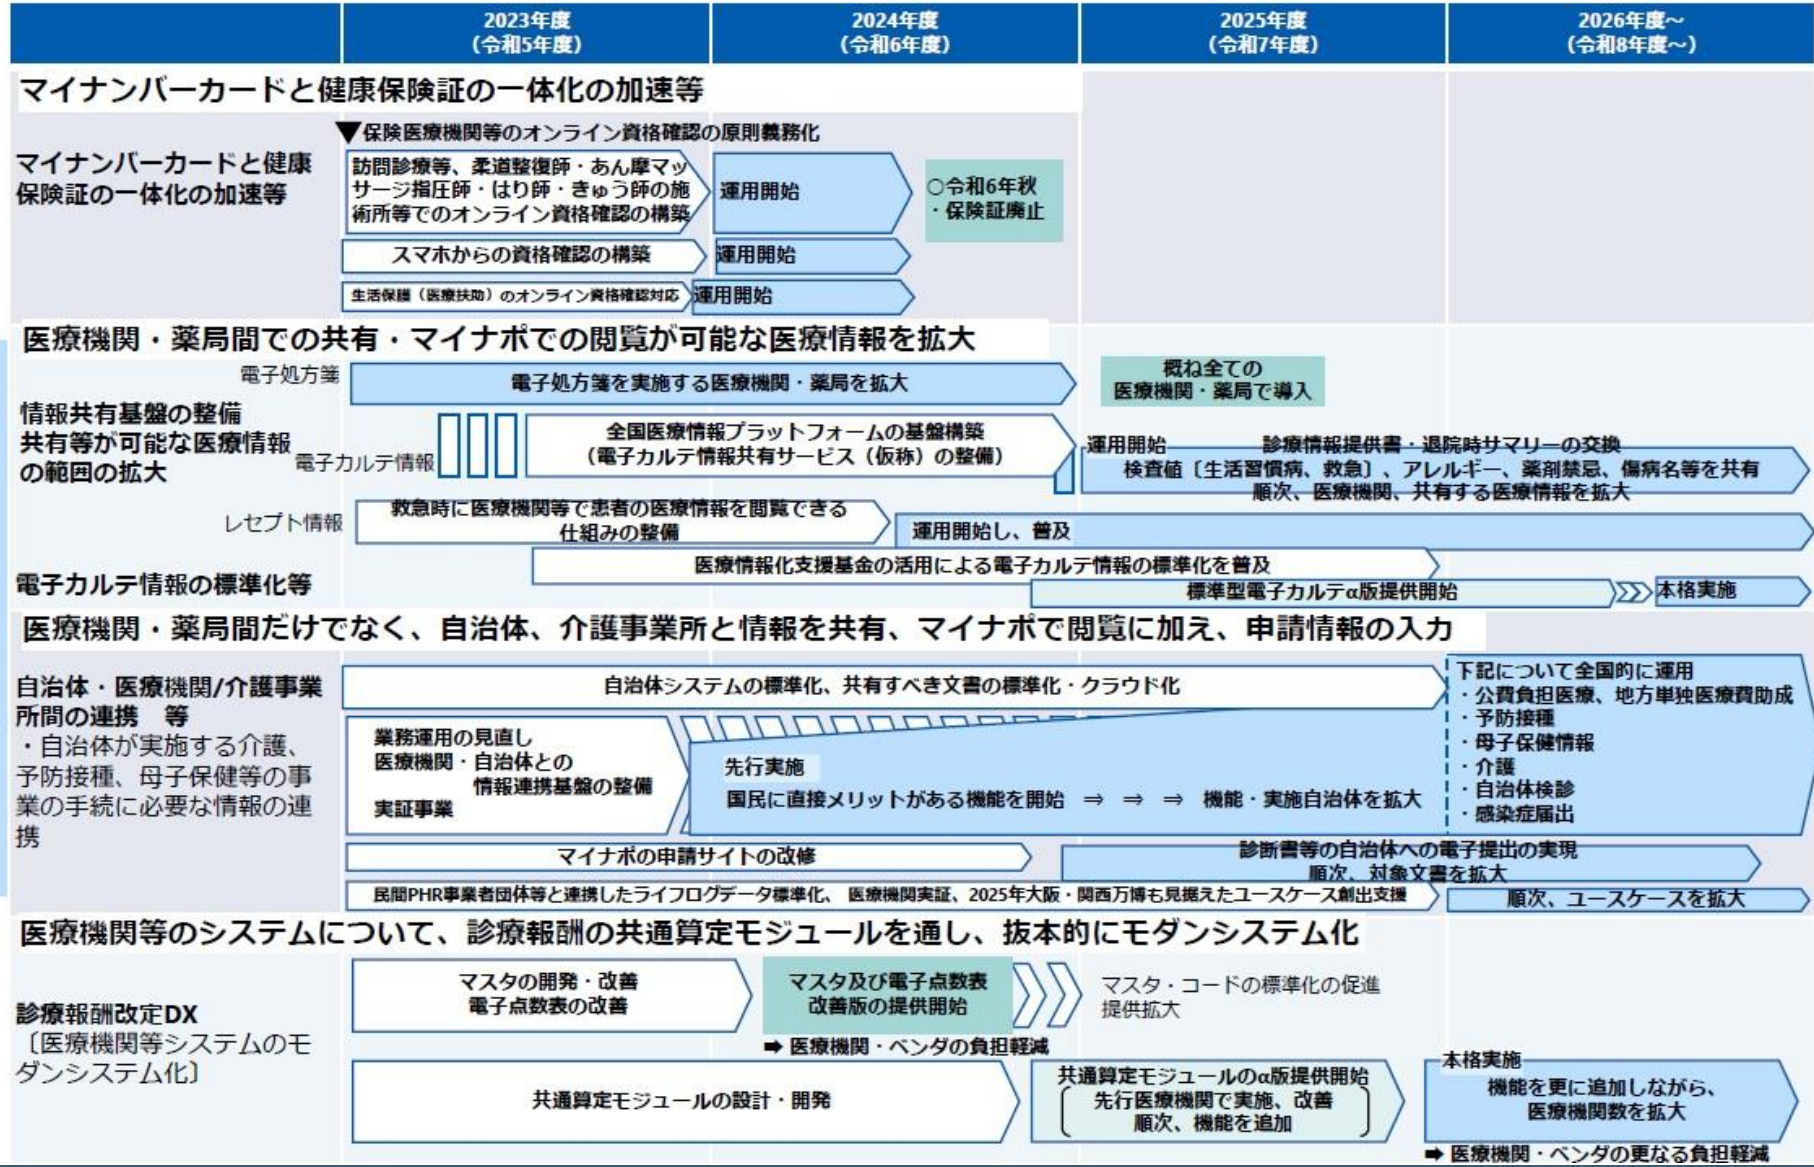 2023年度
(令和5年度)
2024年度
(令和6年度)
2025年度
(令和7年度)
2026年度～
(令和8年度～)
マイナンバーカードと健康保険証の一体化の加速等
マイナンバーカードと健康
保険証の一体化の加速等
▼保険医療機関等のオンライン資格確認の原則義務化
訪問診療等、柔道整復師・あん摩マッ
サージ指圧師・はり師・きゅう師の施
術所等でのオンライン資格確認の構築
運用開始
○令和6年秋
・保険証廃止
スマホからの資格確認の構築
運用開始
生活保護（医療扶助）のオンライン資格確認対応
運用開始
医療機関・薬局間での共有・マイナポでの閲覧が可能な医療情報を拡大
情報共有基盤の整備
共有等が可能な医療情報
の範囲の拡大
電子処方箋
電子処方箋を実施する医療機関・薬局を拡大
概ね全ての
医療機関・薬局で導入
電子カルテ情報
全国医療情報プラットフォームの基盤構築
（電子カルテ情報共有サービス（仮称）の整備）
運用開始
診療情報提供書・退院時サマリーの交換
検査値〔生活習慣病、救急〕、アレルギー、薬剤禁忌、傷病名等を共有
順次、医療機関、共有する医療情報を拡大
レセプト情報
救急時に医療機関等で患者の医療情報を閲覧できる
仕組みの整備
運用開始し、普及
電子カルテ情報の標準化等
医療情報化支援基金の活用による電子カルテ情報の標準化を普及
標準型電子カルテα版提供開始
本格実施
医療機関・薬局間だけでなく、自治体、介護事業所と情報を共有、マイナポで閲覧に加え、申請情報の入力
自治体・医療機関/介護事業
所間の連携　等
・自治体が実施する介護、
予防接種、母子保健等の事
業の手続に必要な情報の連
携
自治体システムの標準化、共有すべき文書の標準化・クラウド化
業務運用の見直し
医療機関・自治体との
情報連携基盤の整備
実証事業
先行実施
国民に直接メリットがある機能を開始　⇒　⇒　⇒　機能・実施自治体を拡大
下記について全国的に運用
・公費負担医療、地方単独医療費助成
・予防接種
・母子保健情報
・介護
・自治体検診
・感染症届出
マイナポの申請サイトの改修
診断書等の自治体への電子提出の実現
順次、対象文書を拡大
民間PHR事業者団体等と連携したライフログデータ標準化、医療機関実証、2025年大阪・関西万博も見据えたユースケース創出支援
順次、ユースケースを拡大
医療機関等のシステムについて、診療報酬の共通算定モジュールを通し、抜本的にモダンシステム化
診療報酬改定DX
〔医療機関等システムのモ
ダンシステム化〕
マスタの開発・改善
電子点数表の改善
マスタ及び電子点数表
改善版の提供開始
マスタ・コードの標準化の促進
提供拡大
➡ 医療機関・ベンダの負担軽減
共通算定モジュールの設計・開発
共通算定モジュールのα版提供開始
先行医療機関で実施、改善
順次、機能を追加
本格実施
機能を更に追加しながら、
医療機関数を拡大
➡ 医療機関・ベンダの更なる負担軽減